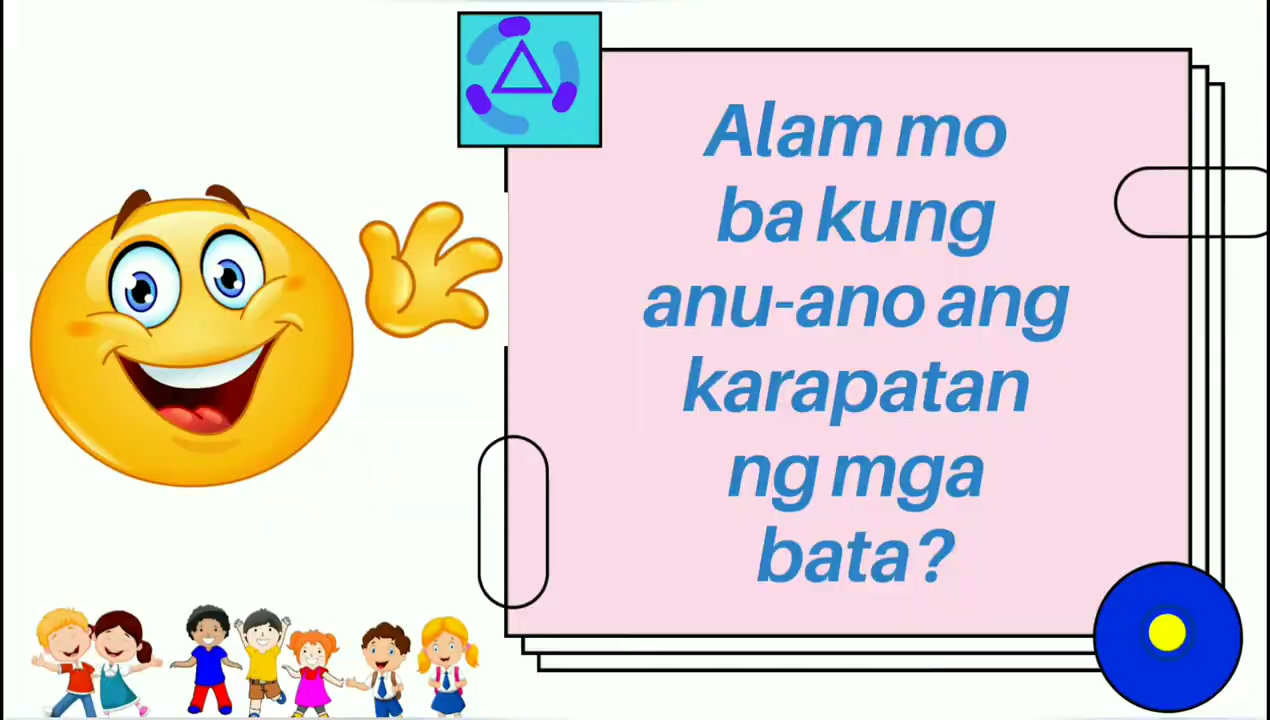 Alam mo
ba kung
anu-ano ang
karapatan
ng mga
bata?